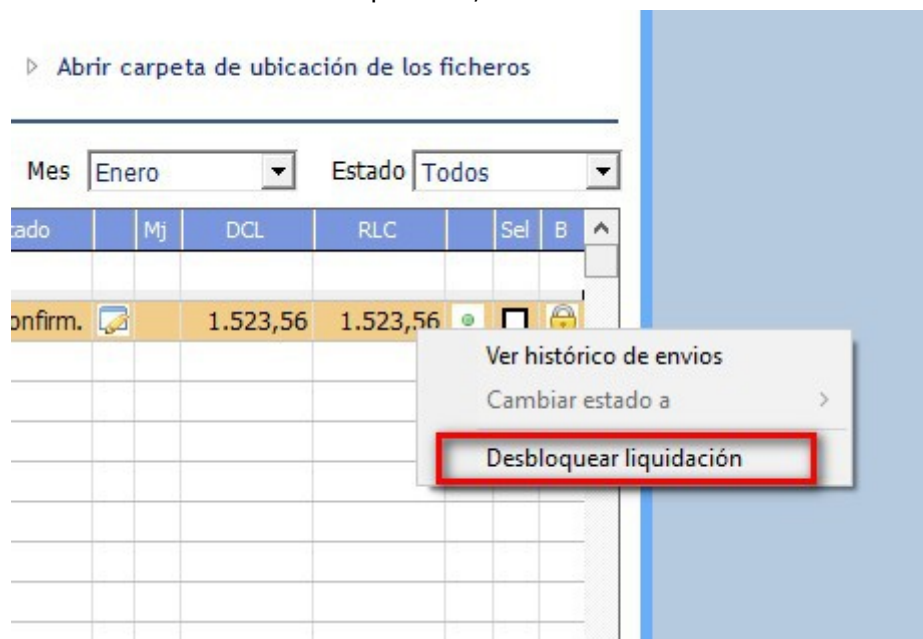 Abrir carpeta de ubicación de los ficheros
Mes Enero Estado Todos
tado Mj DCL RLC Sel B
onfirm. 1.523,56 1.523,56
Ver histórico de envios
Cambiar estado a
Desbloquear liquidación